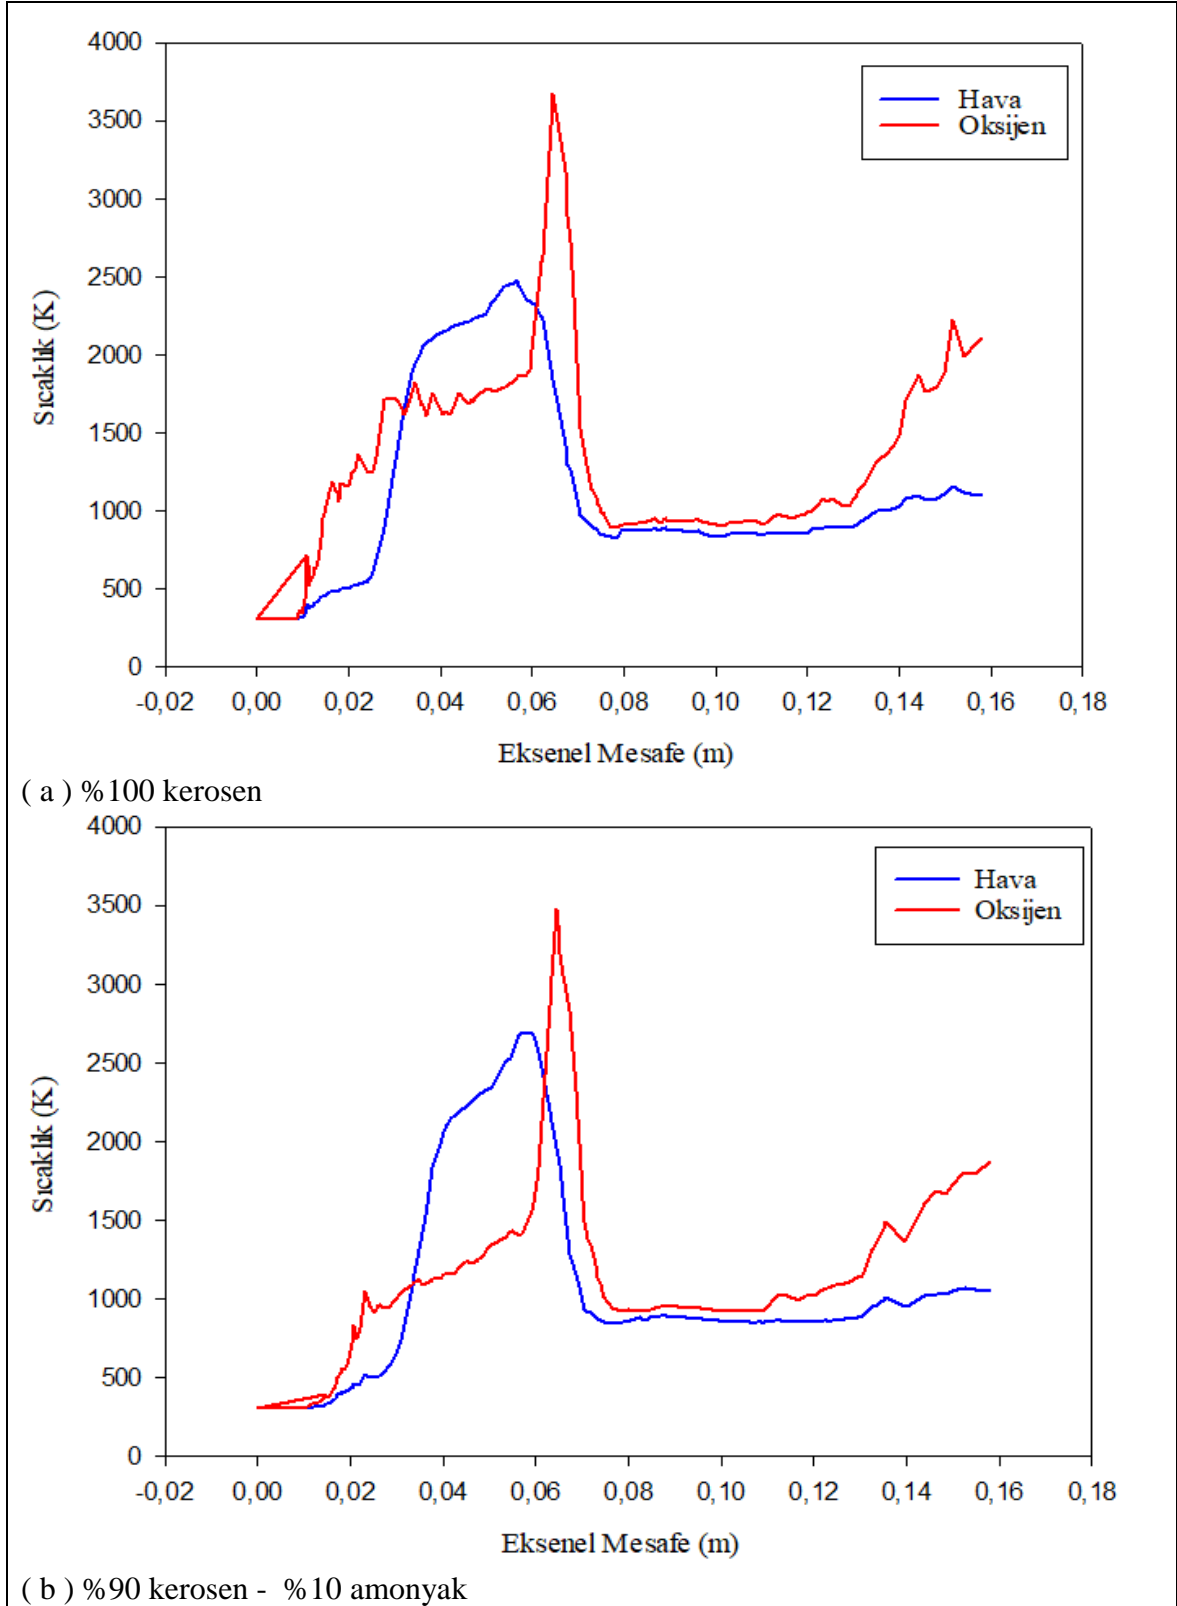 4000
3500
3000
2500
2000
1500
1000
500
0
Sıcaklık (K)
Hava
Oksijen
-0,02 0,00 0,02 0,04 0,06 0,08 0,10 0,12 0,14 0,16 0,18
Eksenel Mesafe (m)
( a ) %100 kerosen
4000
3500
3000
2500
2000
1500
1000
500
0
Sıcaklık (K)
Hava
Oksijen
-0,02 0,00 0,02 0,04 0,06 0,08 0,10 0,12 0,14 0,16 0,18
Eksenel Mesafe (m)
( b ) %90 kerosen - %10 amonyak